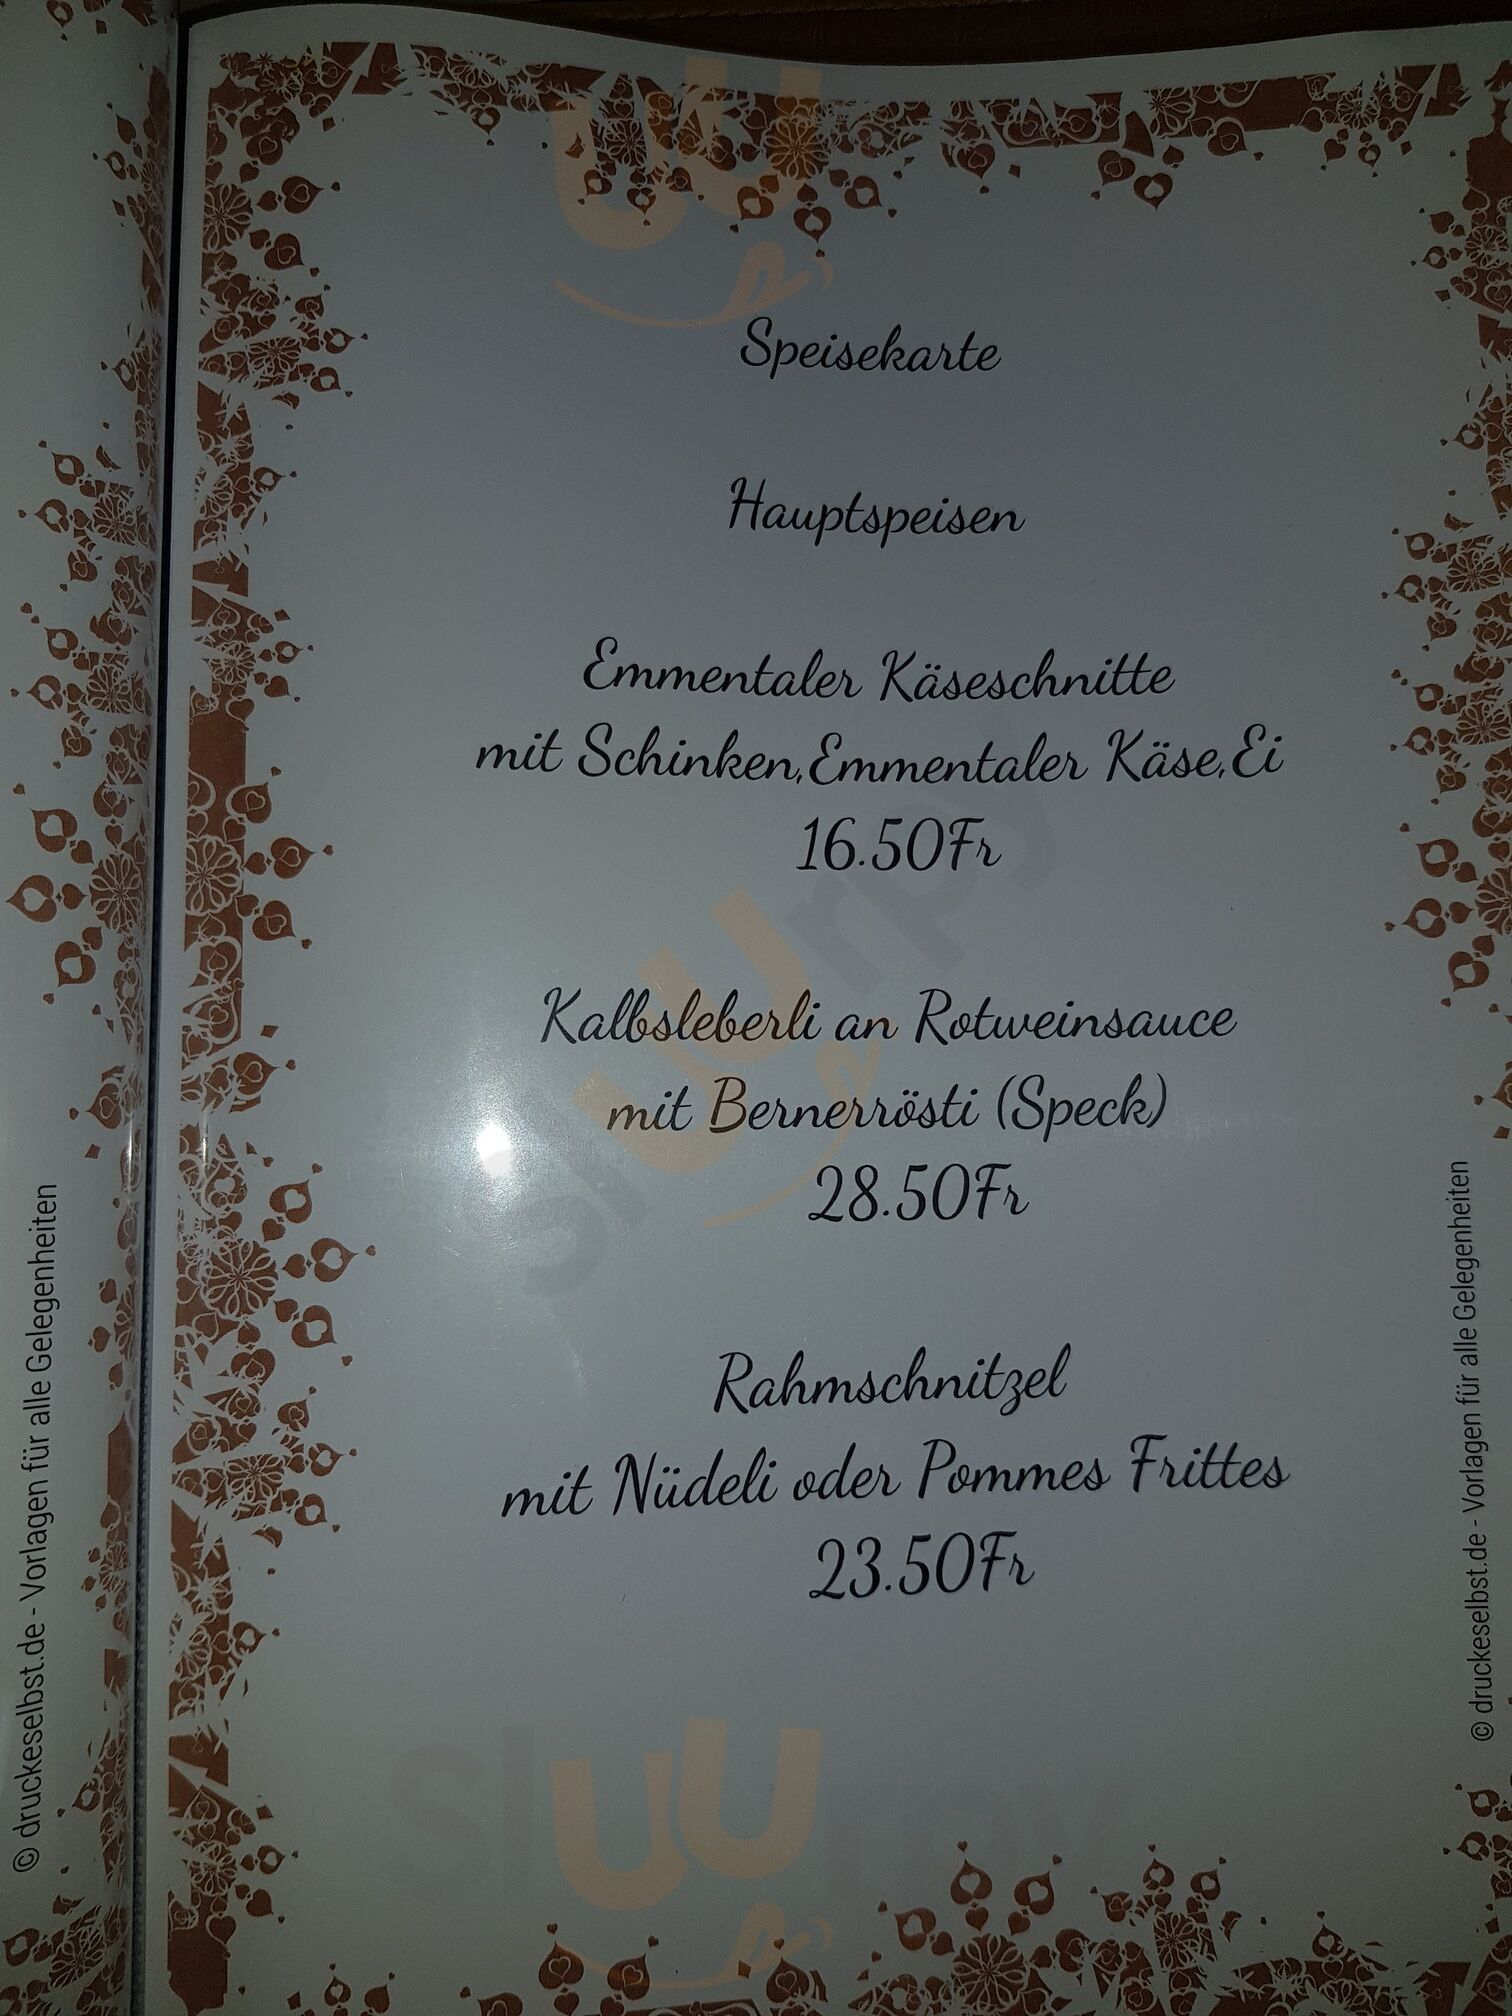 Speisekarte
Hauptspeisen
Emmentaler Käseschnitte
mit Schinken,Emmentaler Käse,Ei
16.50Fr
Kalbsleberli an Rotweinsauce
mit Bernerrösti (Speck)
28.50Fr
Rahmschnitzel
mit Nüdeli oder Pommes Frittes
23.50Fr
© druckeselbst.de - Vorlagen für alle Gelegenheiten
© druckeselbst.de - Vorlagen für alle Gelegenheiten
slurpy
slurpy